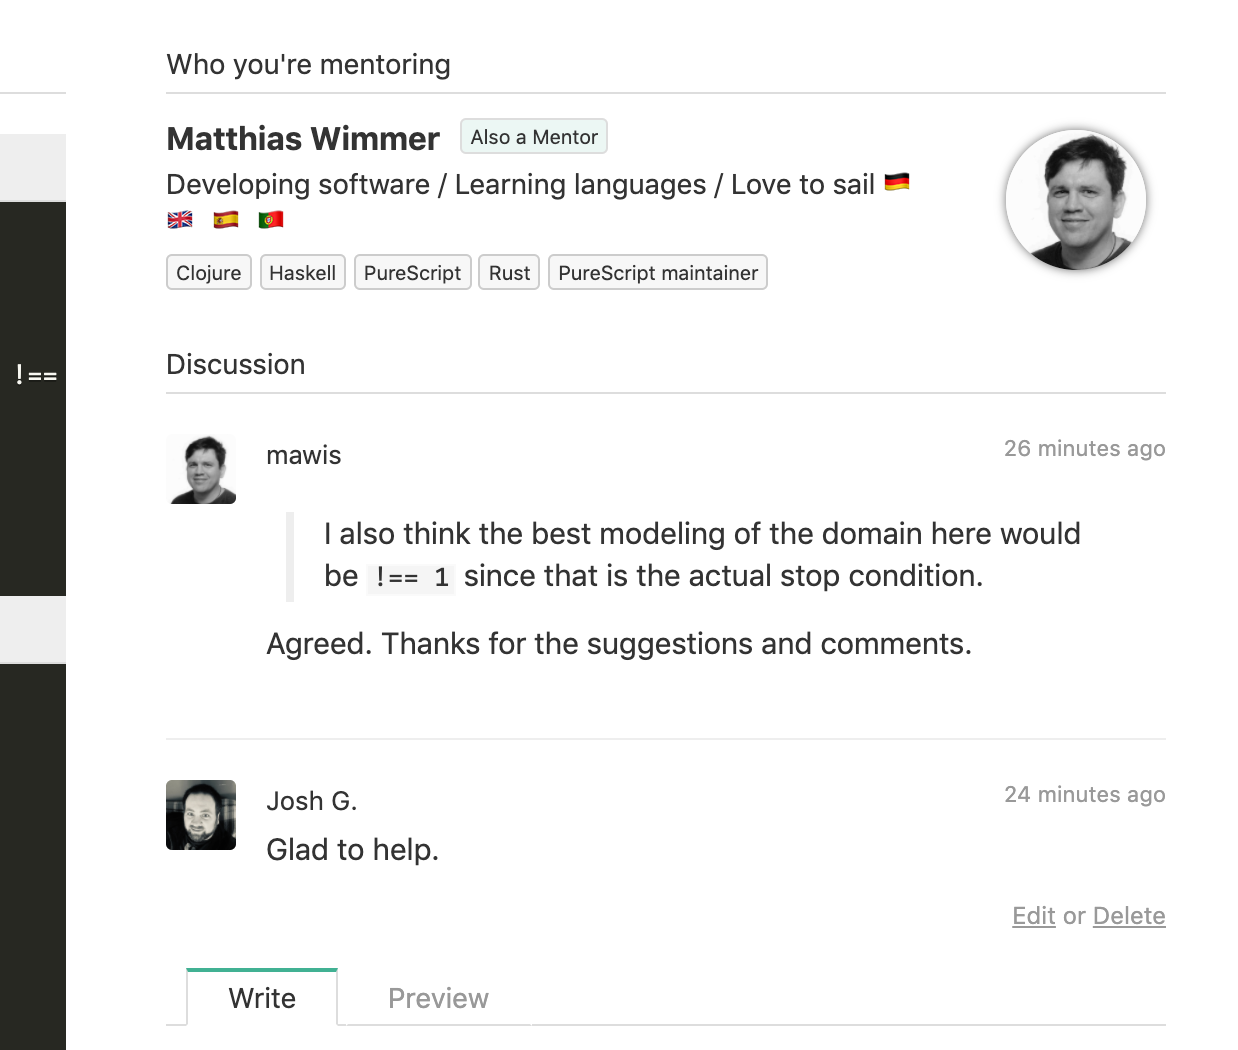 Who you're mentoring
Matthias Wimmer Also a Mentor
Developing software / Learning languages / Love to sail 🇩🇪
🇬🇧 🇪🇸 🇵🇹
Clojure Haskell PureScript Rust PureScript maintainer
!==
Discussion
mawis 26 minutes ago
I also think the best modeling of the domain here would
be !== 1 since that is the actual stop condition.
Agreed. Thanks for the suggestions and comments.
Josh G. 24 minutes ago
Glad to help.
Edit or Delete
Write Preview